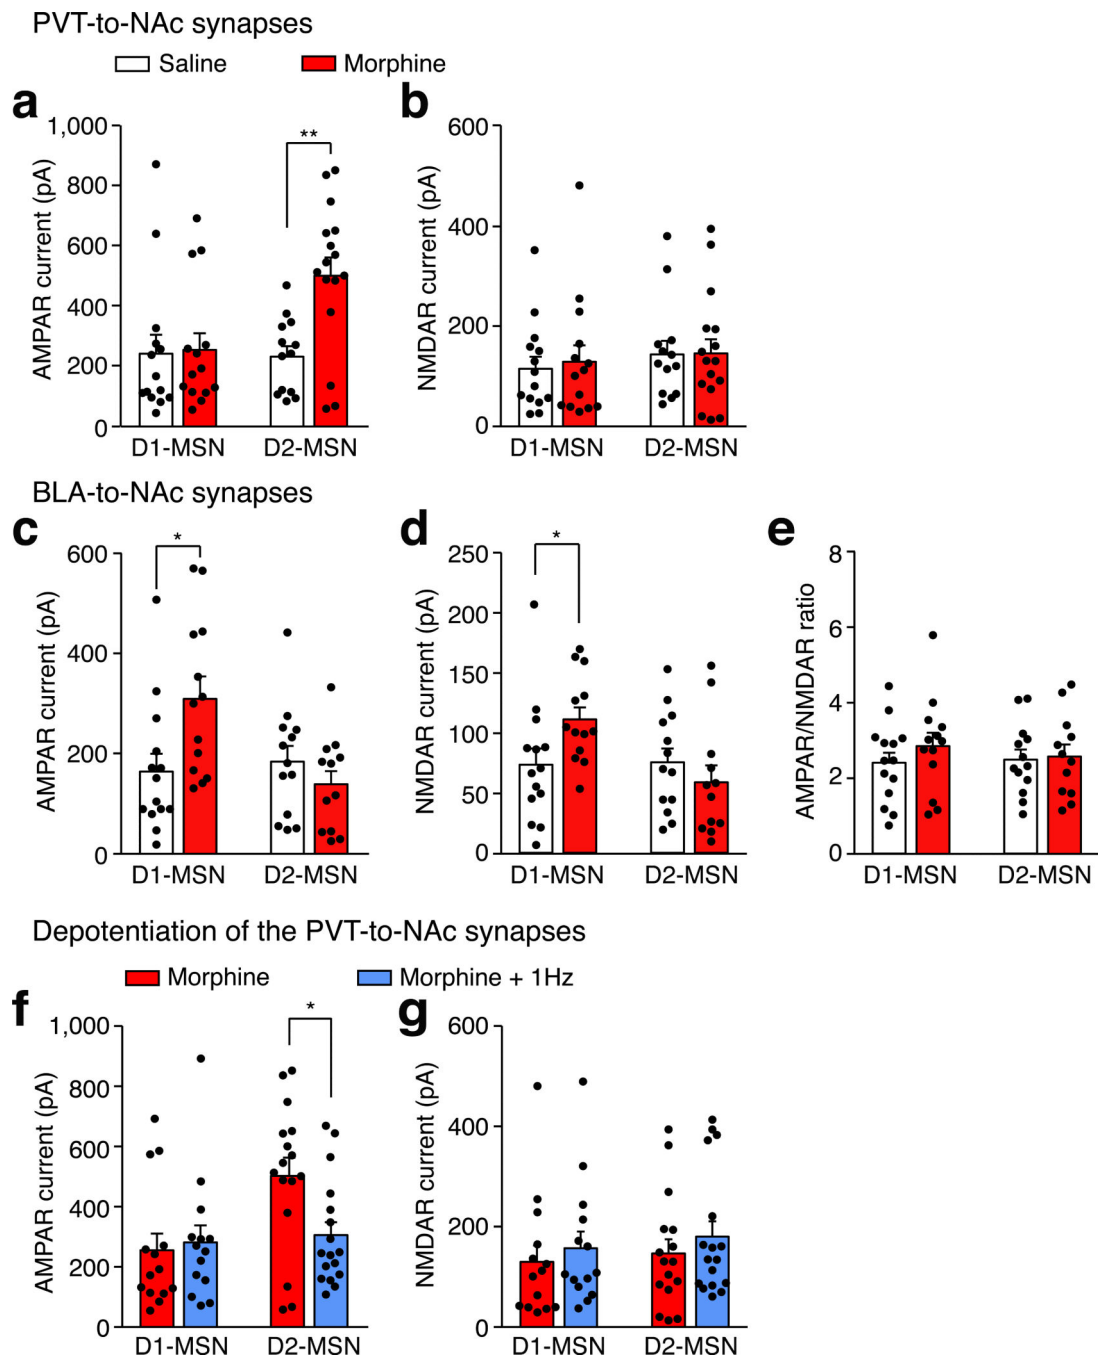 PVT-to-NAc synapses
Saline Morphine
a b
1,000 600
** 
800
AMPAR current (pA) NMDAR current (pA)
600 400
400 200
200
0 0
D1-MSN D2-MSN D1-MSN D2-MSN
BLA-to-NAc synapses
c d e
* *
600 250 8
AMPAR current (pA) NMDAR current (pA) AMPAR/NMDAR ratio
200 6
400 150 4
200 100 2
50
0 0 0
D1-MSN D2-MSN D1-MSN D2-MSN D1-MSN D2-MSN
Depotentiation of the PVT-to-NAc synapses
Morphine Morphine + 1Hz
f g
*
1,000 600
800
AMPAR current (pA) NMDAR current (pA)
600 400
400 200
200
0 0
D1-MSN D2-MSN D1-MSN D2-MSN